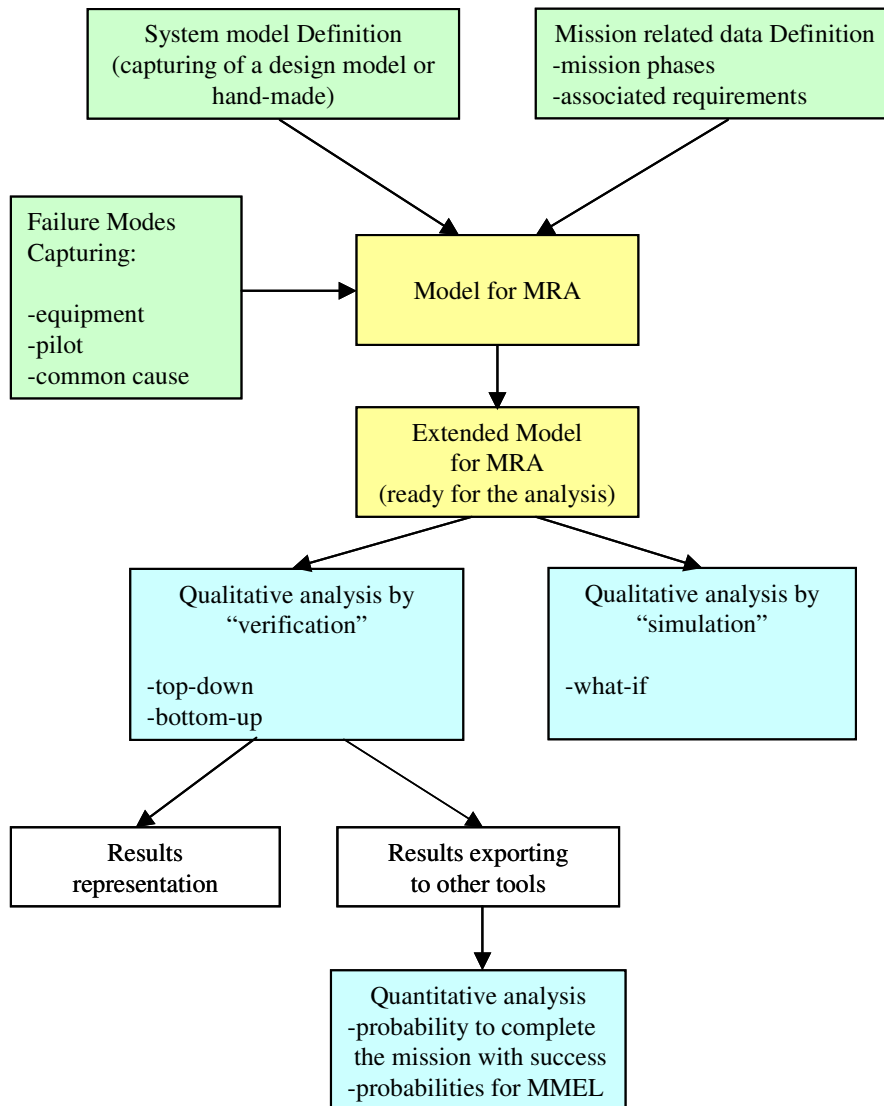 System model Definition
(capturing of a design model or
hand-made)
Mission related data Definition
-mission phases
-associated requirements
Failure Modes
Capturing:
-equipment
-pilot
-common cause
Model for MRA
Extended Model
for MRA
(ready for the analysis)
Qualitative analysis by
“verification”
-top-down
-bottom-up
Qualitative analysis by
“simulation”
-what-if
Results
representation
Results exporting
to other tools
Quantitative analysis
-probability to complete
the mission with success
-probabilities for MMEL